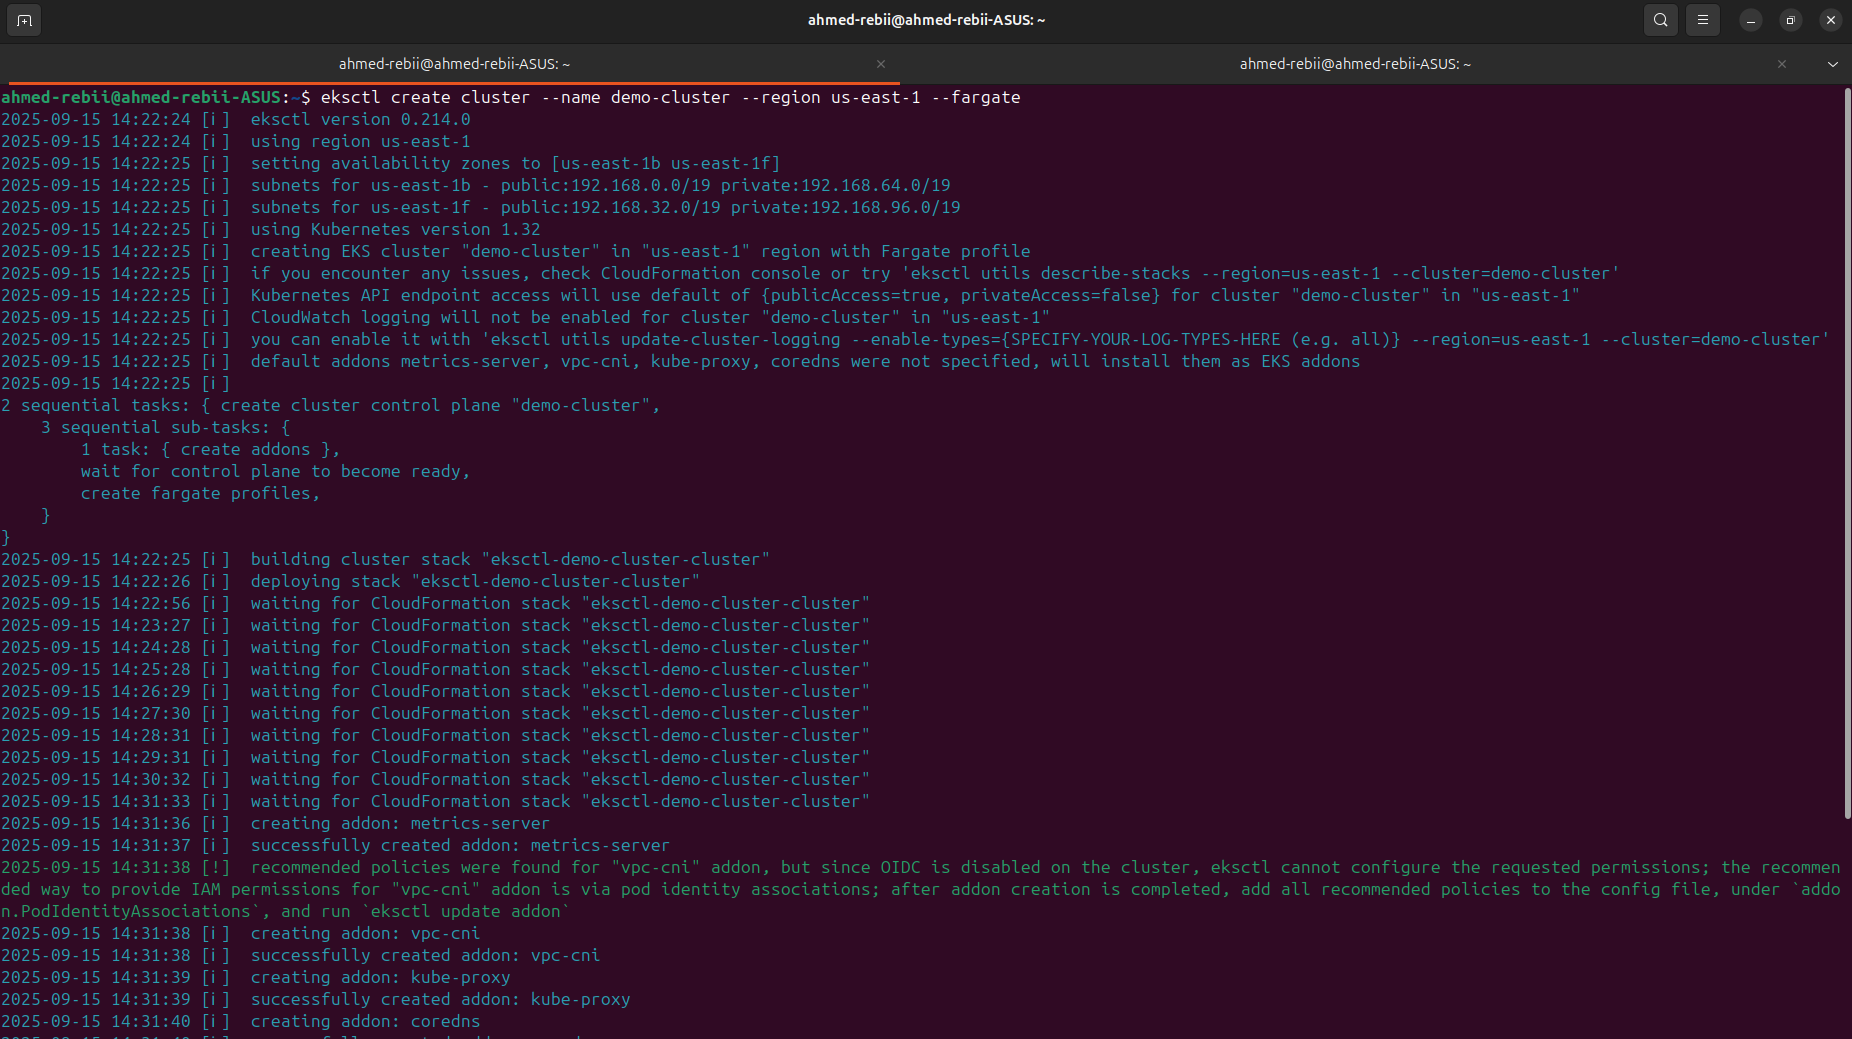 ahmed-rebii@ahmed-rebii-ASUS: ~
ahmed-rebii@ahmed-rebii-ASUS: ~
ahmed-rebii@ahmed-rebii-ASUS: ~
ahmed-rebii@ahmed-rebii-ASUS:~$ eksctl create cluster --name demo-cluster --region us-east-1 --fargate
2025-09-15 14:22:24 [ℹ]  eksctl version 0.214.0
2025-09-15 14:22:24 [ℹ]  using region us-east-1
2025-09-15 14:22:25 [ℹ]  setting availability zones to [us-east-1b us-east-1f]
2025-09-15 14:22:25 [ℹ]  subnets for us-east-1b - public:192.168.0.0/19 private:192.168.64.0/19
2025-09-15 14:22:25 [ℹ]  subnets for us-east-1f - public:192.168.32.0/19 private:192.168.96.0/19
2025-09-15 14:22:25 [ℹ]  using Kubernetes version 1.32
2025-09-15 14:22:25 [ℹ]  creating EKS cluster "demo-cluster" in "us-east-1" region with Fargate profile
2025-09-15 14:22:25 [ℹ]  if you encounter any issues, check CloudFormation console or try 'eksctl utils describe-stacks --region=us-east-1 --cluster=demo-cluster'
2025-09-15 14:22:25 [ℹ]  Kubernetes API endpoint access will use default of {publicAccess=true, privateAccess=false} for cluster "demo-cluster" in "us-east-1"
2025-09-15 14:22:25 [ℹ]  CloudWatch logging will not be enabled for cluster "demo-cluster" in "us-east-1"
2025-09-15 14:22:25 [ℹ]  you can enable it with 'eksctl utils update-cluster-logging --enable-types={SPECIFY-YOUR-LOG-TYPES-HERE (e.g. all)} --region=us-east-1 --cluster=demo-cluster'
2025-09-15 14:22:25 [ℹ]  default addons metrics-server, vpc-cni, kube-proxy, coredns were not specified, will install them as EKS addons
2025-09-15 14:22:25 [ℹ]
2 sequential tasks: { create cluster control plane "demo-cluster",
    3 sequential sub-tasks: {
        1 task: { create addons },
        wait for control plane to become ready,
        create fargate profiles,
    }
}
2025-09-15 14:22:25 [ℹ]  building cluster stack "eksctl-demo-cluster-cluster"
2025-09-15 14:22:26 [ℹ]  deploying stack "eksctl-demo-cluster-cluster"
2025-09-15 14:22:56 [ℹ]  waiting for CloudFormation stack "eksctl-demo-cluster-cluster"
2025-09-15 14:23:27 [ℹ]  waiting for CloudFormation stack "eksctl-demo-cluster-cluster"
2025-09-15 14:24:28 [ℹ]  waiting for CloudFormation stack "eksctl-demo-cluster-cluster"
2025-09-15 14:25:28 [ℹ]  waiting for CloudFormation stack "eksctl-demo-cluster-cluster"
2025-09-15 14:26:29 [ℹ]  waiting for CloudFormation stack "eksctl-demo-cluster-cluster"
2025-09-15 14:27:30 [ℹ]  waiting for CloudFormation stack "eksctl-demo-cluster-cluster"
2025-09-15 14:28:31 [ℹ]  waiting for CloudFormation stack "eksctl-demo-cluster-cluster"
2025-09-15 14:29:31 [ℹ]  waiting for CloudFormation stack "eksctl-demo-cluster-cluster"
2025-09-15 14:30:32 [ℹ]  waiting for CloudFormation stack "eksctl-demo-cluster-cluster"
2025-09-15 14:31:33 [ℹ]  waiting for CloudFormation stack "eksctl-demo-cluster-cluster"
2025-09-15 14:31:36 [ℹ]  creating addon: metrics-server
2025-09-15 14:31:37 [ℹ]  successfully created addon: metrics-server
2025-09-15 14:31:38 [!]  recommended policies were found for "vpc-cni" addon, but since OIDC is disabled on the cluster, eksctl cannot configure the requested permissions; the recommen
ded way to provide IAM permissions for "vpc-cni" addon is via pod identity associations; after addon creation is completed, add all recommended policies to the config file, under `addo
n.PodIdentityAssociations`, and run `eksctl update addon`
2025-09-15 14:31:38 [ℹ]  creating addon: vpc-cni
2025-09-15 14:31:38 [ℹ]  successfully created addon: vpc-cni
2025-09-15 14:31:39 [ℹ]  creating addon: kube-proxy
2025-09-15 14:31:39 [ℹ]  successfully created addon: kube-proxy
2025-09-15 14:31:40 [ℹ]  creating addon: coredns